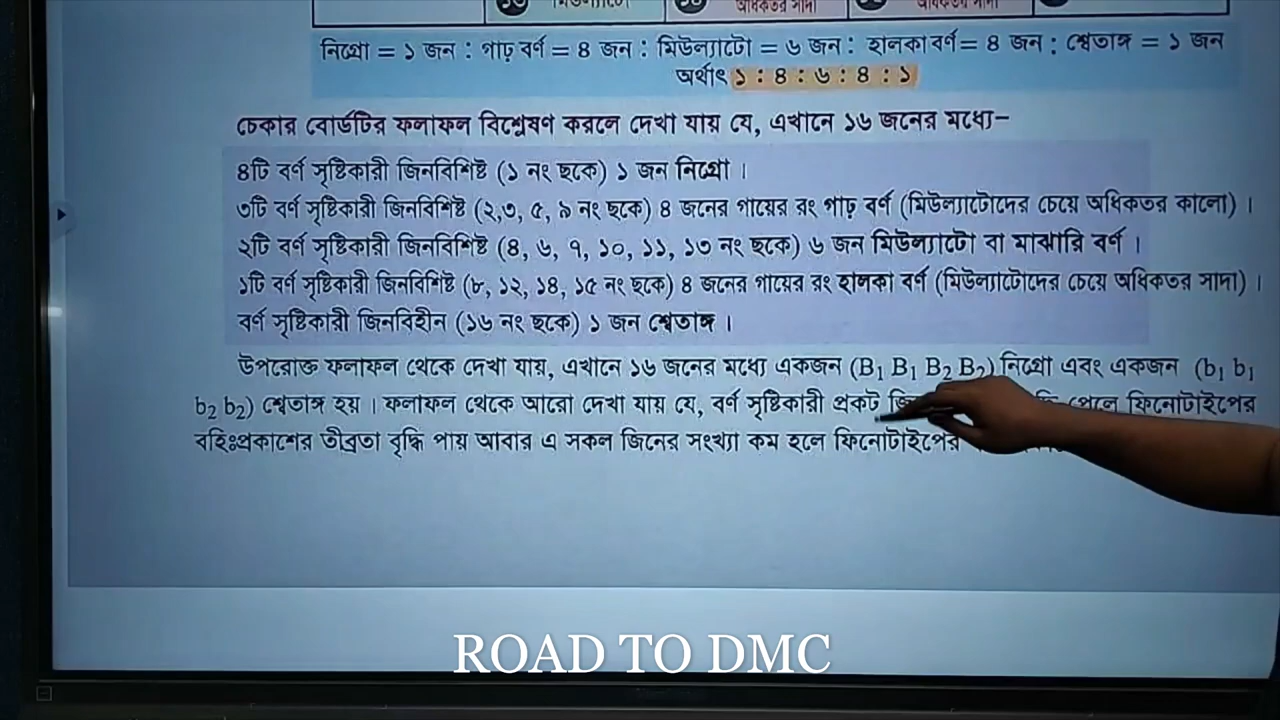 মিউল্যাটো অধিকতর সাদা অধিকতর সাদা
নিগ্রো = ১ জন : গাঢ় বর্ণ = ৪ জন : মিউল্যাটো = ৬ জন : হালকা বর্ণ = ৪ জন : শ্বেতাঙ্গ = ১ জন
অর্থাৎ ১ : ৪ : ৬ : ৪ : ১
চেকার বোর্ডটির ফলাফল বিশ্লেষণ করলে দেখা যায় যে, এখানে ১৬ জনের মধ্যে–
৪টি বর্ণ সৃষ্টিকারী জিনবিশিষ্ট (১ নং ছকে) ১ জন নিগ্রো ।
৩টি বর্ণ সৃষ্টিকারী জিনবিশিষ্ট (২,৩, ৫, ৯ নং ছকে) ৪ জনের গায়ের রং গাঢ় বর্ণ (মিউল্যাটোদের চেয়ে অধিকতর কালো) ।
২টি বর্ণ সৃষ্টিকারী জিনবিশিষ্ট (৪, ৬, ৭, ১০, ১১, ১৩ নং ছকে) ৬ জন মিউল্যাটো বা মাঝারি বর্ণ ।
১টি বর্ণ সৃষ্টিকারী জিনবিশিষ্ট (৮, ১২, ১৪, ১৫ নং ছকে) ৪ জনের গায়ের রং হালকা বর্ণ (মিউল্যাটোদের চেয়ে অধিকতর সাদা) ।
বর্ণ সৃষ্টিকারী জিনবিহীন (১৬ নং ছকে) ১ জন শ্বেতাঙ্গ ।
উপরোক্ত ফলাফল থেকে দেখা যায়, এখানে ১৬ জনের মধ্যে একজন (B₁ B₁ B₂ B₂) নিগ্রো এবং একজন (b₁ b₁
b₂ b₂) শ্বেতাঙ্গ হয় । ফলাফল থেকে আরো দেখা যায় যে, বর্ণ সৃষ্টিকারী প্রকট পেলে ফিনোটাইপের
বহিঃপ্রকাশের তীব্রতা বৃদ্ধি পায় আবার এ সকল জিনের সংখ্যা কম হলে ফিনোটাইপের
ROAD TO DMC